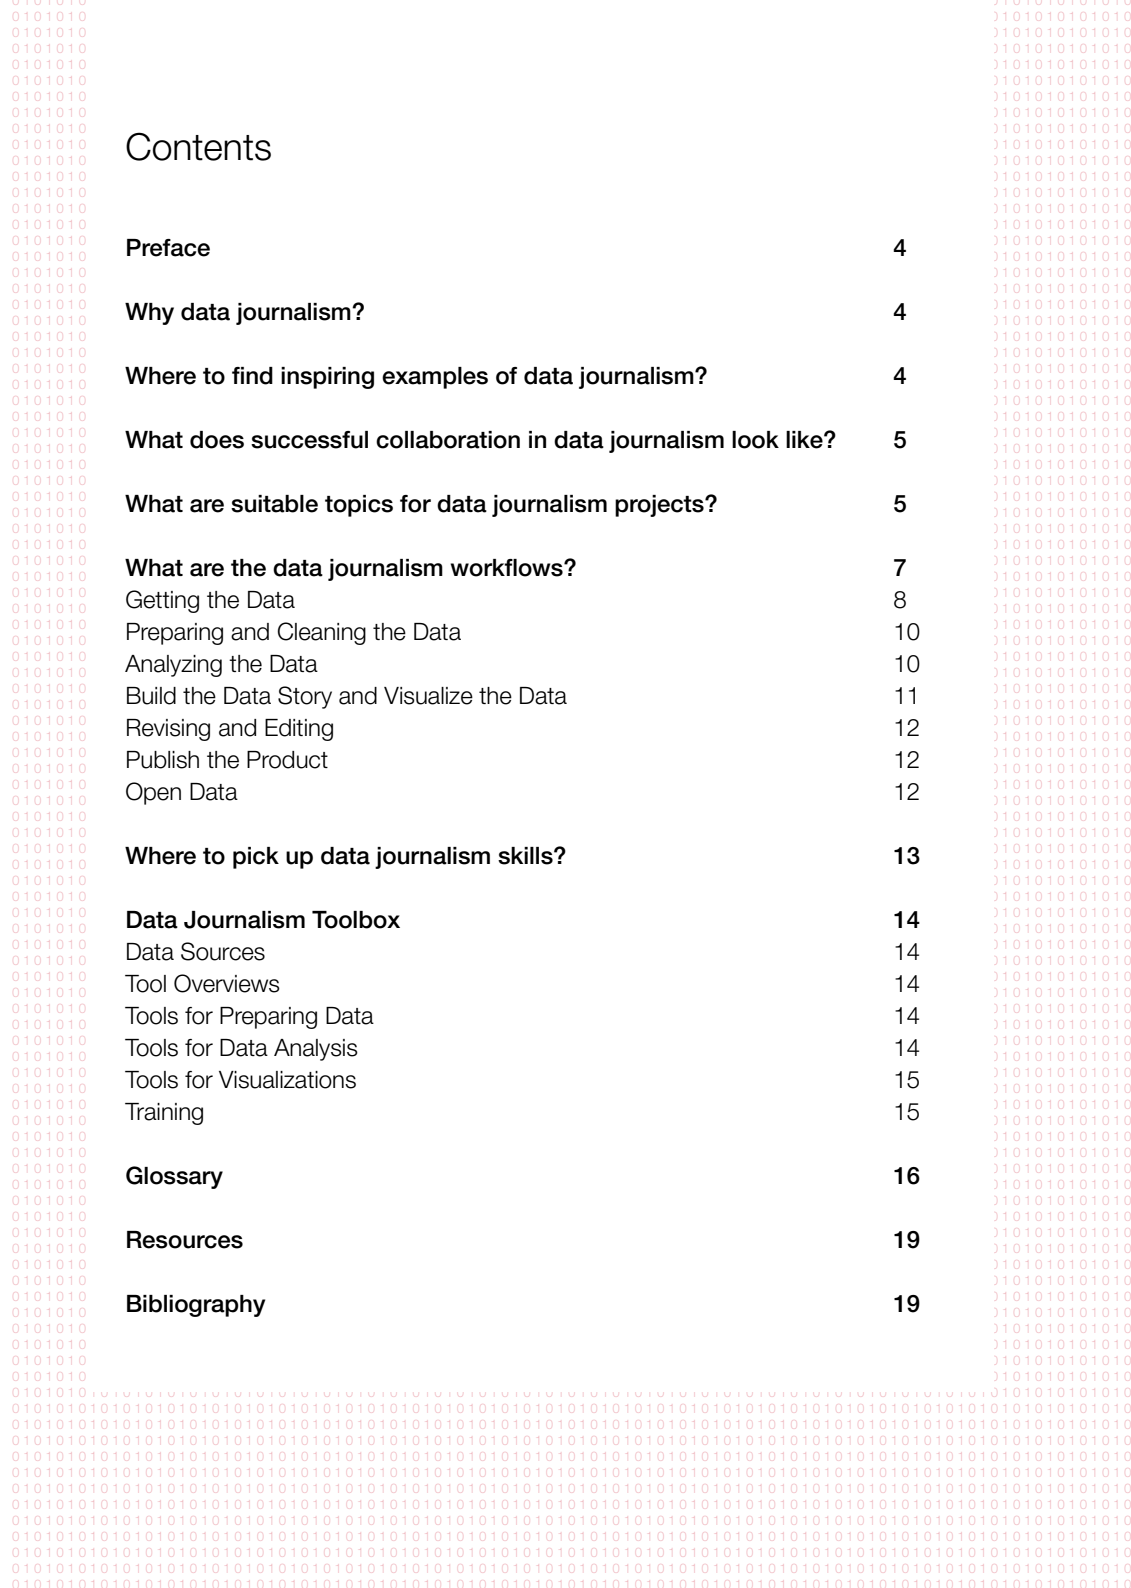 Contents
Preface 4
Why data journalism? 4
Where to find inspiring examples of data journalism? 4
What does successful collaboration in data journalism look like? 5
What are suitable topics for data journalism projects? 5
What are the data journalism workflows? 7
Getting the Data 8
Preparing and Cleaning the Data 10
Analyzing the Data 10
Build the Data Story and Visualize the Data 11
Revising and Editing 12
Publish the Product 12
Open Data 12
Where to pick up data journalism skills? 13
Data Journalism Toolbox 14
Data Sources 14
Tool Overviews 14
Tools for Preparing Data 14
Tools for Data Analysis 14
Tools for Visualizations 15
Training 15
Glossary 16
Resources 19
Bibliography 19